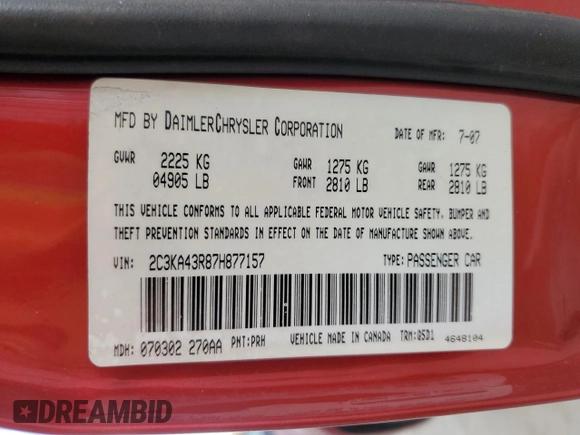 MFD BY DAIMLERCHRYSLER CORPORATION DATE OF MFR: 7-07
GVWR 2225 KG GAWR 1275 KG GAWR 1275 KG
04905 LB FRONT 2810 LB REAR 2810 LB
THIS VEHICLE CONFORMS TO ALL APPLICABLE FEDERAL MOTOR VEHICLE SAFETY, BUMPER AND
THEFT PREVENTION STANDARDS IN EFFECT ON THE DATE OF MANUFACTURE SHOWN ABOVE.
VIN: 2C3KA43R87H877157 TYPE: PASSENGER CAR
MDH: 070302 270AA PNT: PRH VEHICLE MADE IN CANADA TRM: 05D1 4648104
DREAMBID